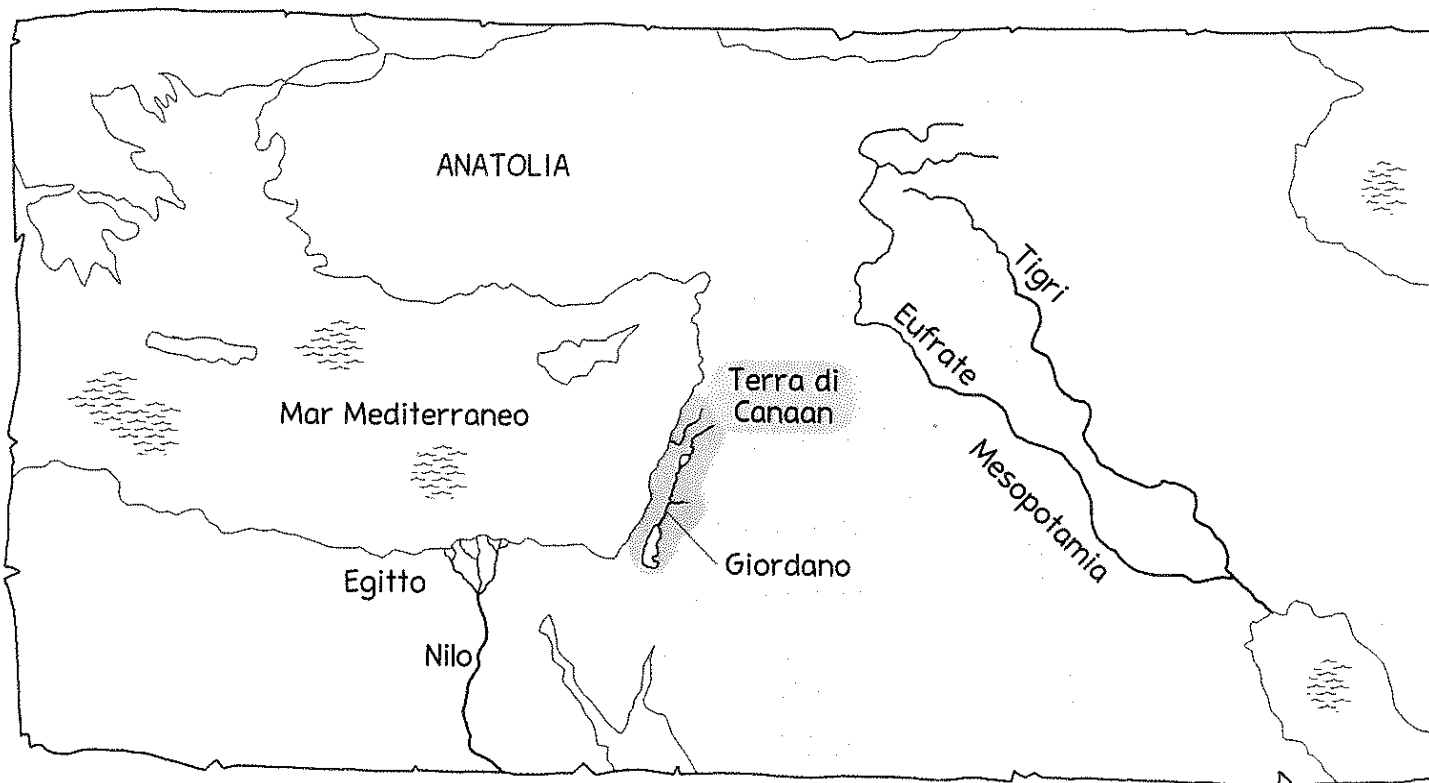 ANATOLIA
Tigri
Eufrate
Terra di
Canaan
Mar Mediterraneo
Mesopotamia
Giordano
Egitto
Nilo